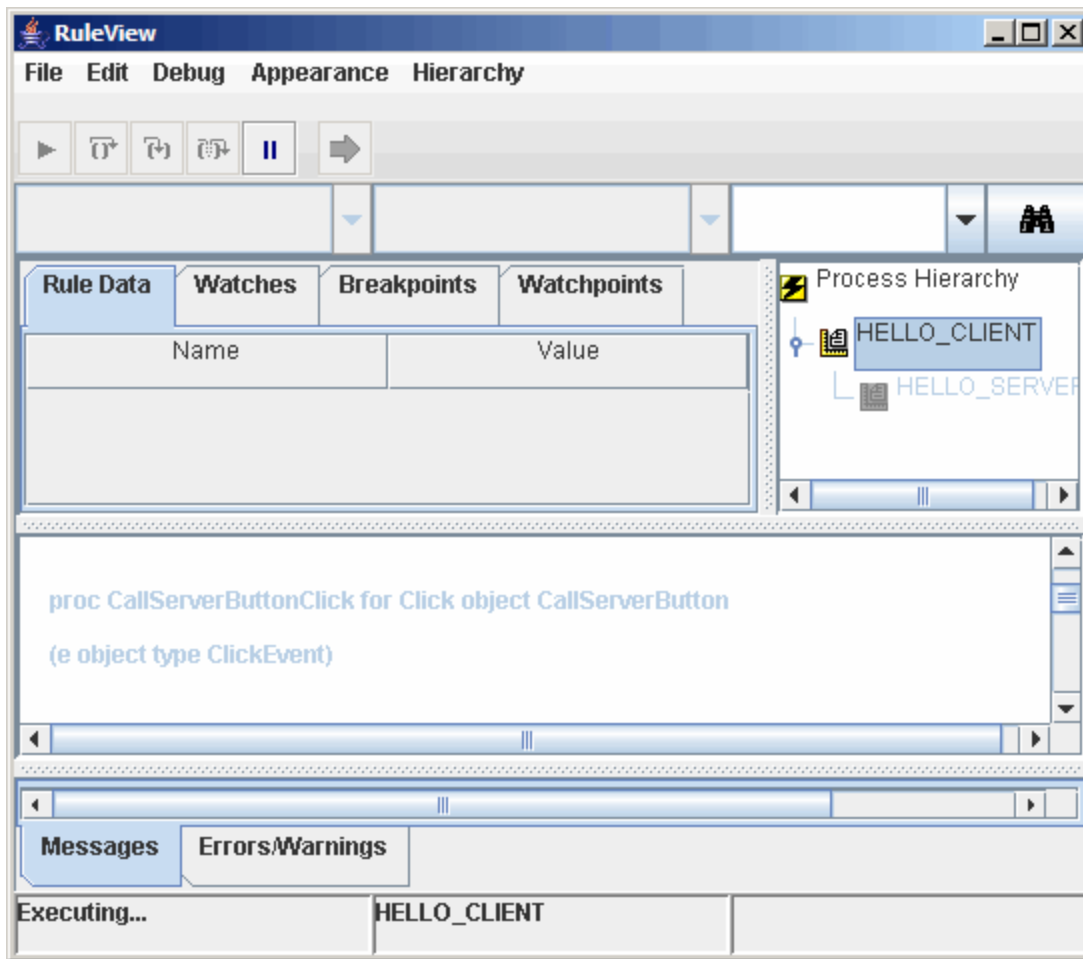 RuleView
File Edit Debug Appearance Hierarchy
Rule Data Watches Breakpoints Watchpoints
Name Value
Process Hierarchy
HELLO_CLIENT
HELLO_SERVER
proc CallServerButtonClick for Click object CallServerButton
(e object type ClickEvent)
Messages Errors/Warnings
Executing... HELLO_CLIENT